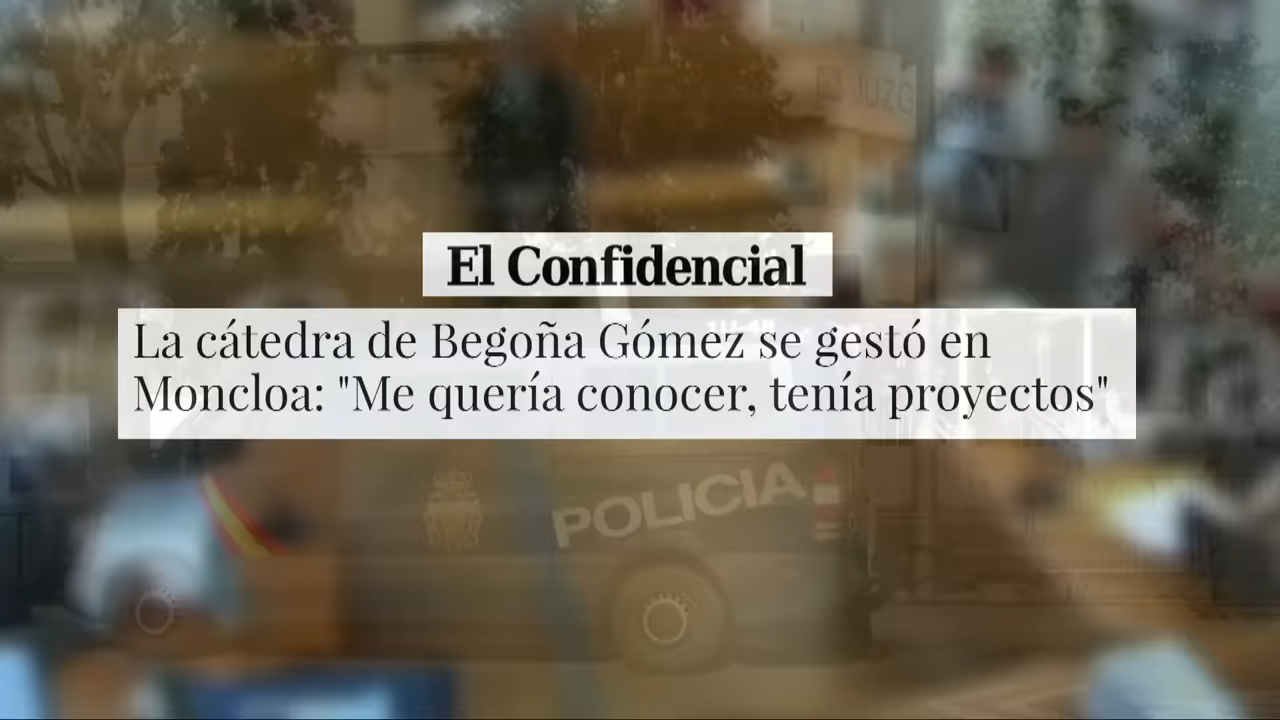 El Confidencial
La cátedra de Begoña Gómez se gestó en
Moncloa: "Me quería conocer, tenía proyectos"
POLICIA